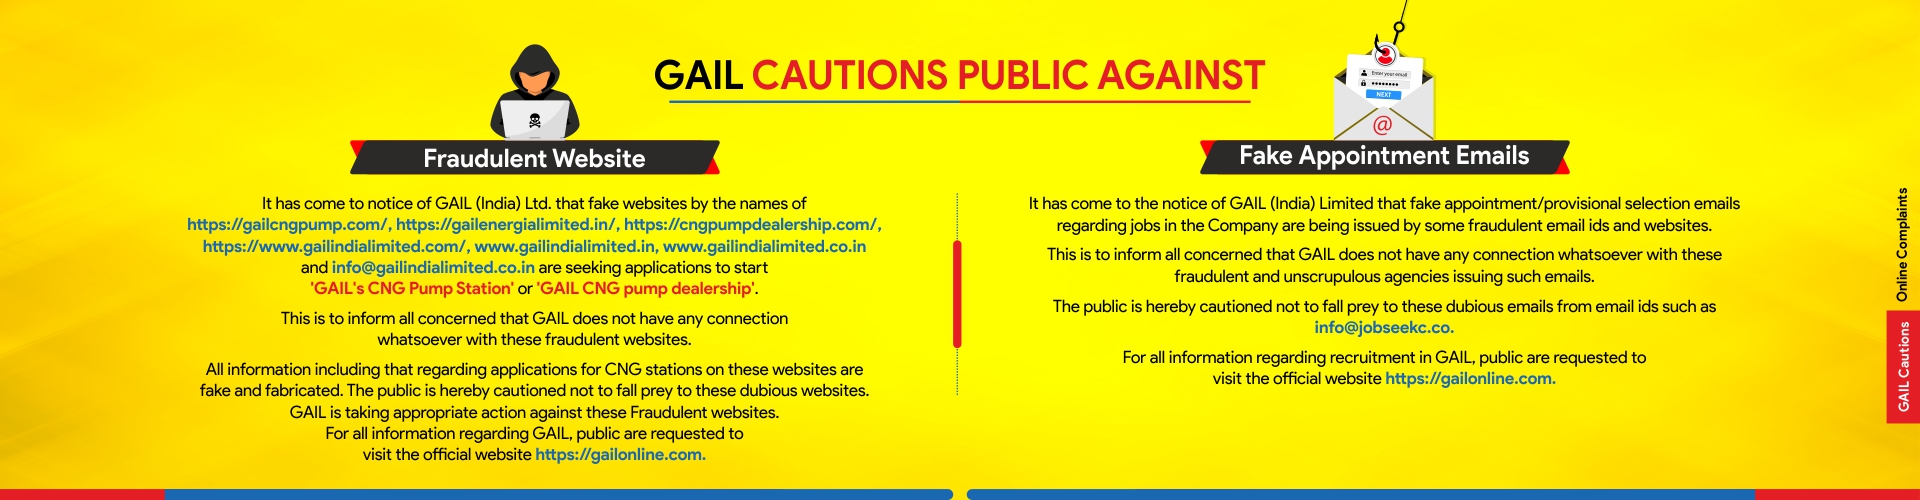 GAIL CAUTIONS PUBLIC AGAINST
Fraudulent Website
It has come to notice of GAIL (India) Ltd. that fake websites by the names of
https://gailcngpump.com/, https://gailenergialimited.in/, https://cngpumpdealership.com/,
https://www.gailindialimited.com/, www.gailindialimited.in, www.gailindialimited.co.in
and info@gailindialimited.co.in are seeking applications to start
'GAIL's CNG Pump Station' or 'GAIL CNG pump dealership'.
This is to inform all concerned that GAIL does not have any connection
whatsoever with these fraudulent websites.
All information including that regarding applications for CNG stations on these websites are
fake and fabricated. The public is hereby cautioned not to fall prey to these dubious websites.
GAIL is taking appropriate action against these Fraudulent websites.
For all information regarding GAIL, public are requested to
visit the official website https://gailonline.com.
Enter your email
NEXT
@
Fake Appointment Emails
It has come to the notice of GAIL (India) Limited that fake appointment/provisional selection emails
regarding jobs in the Company are being issued by some fraudulent email ids and websites.
This is to inform all concerned that GAIL does not have any connection whatsoever with these
fraudulent and unscrupulous agencies issuing such emails.
The public is hereby cautioned not to fall prey to these dubious emails from email ids such as
info@jobseekc.co.
For all information regarding recruitment in GAIL, public are requested to
visit the official website https://gailonline.com.
Online Complaints
GAIL Cautions